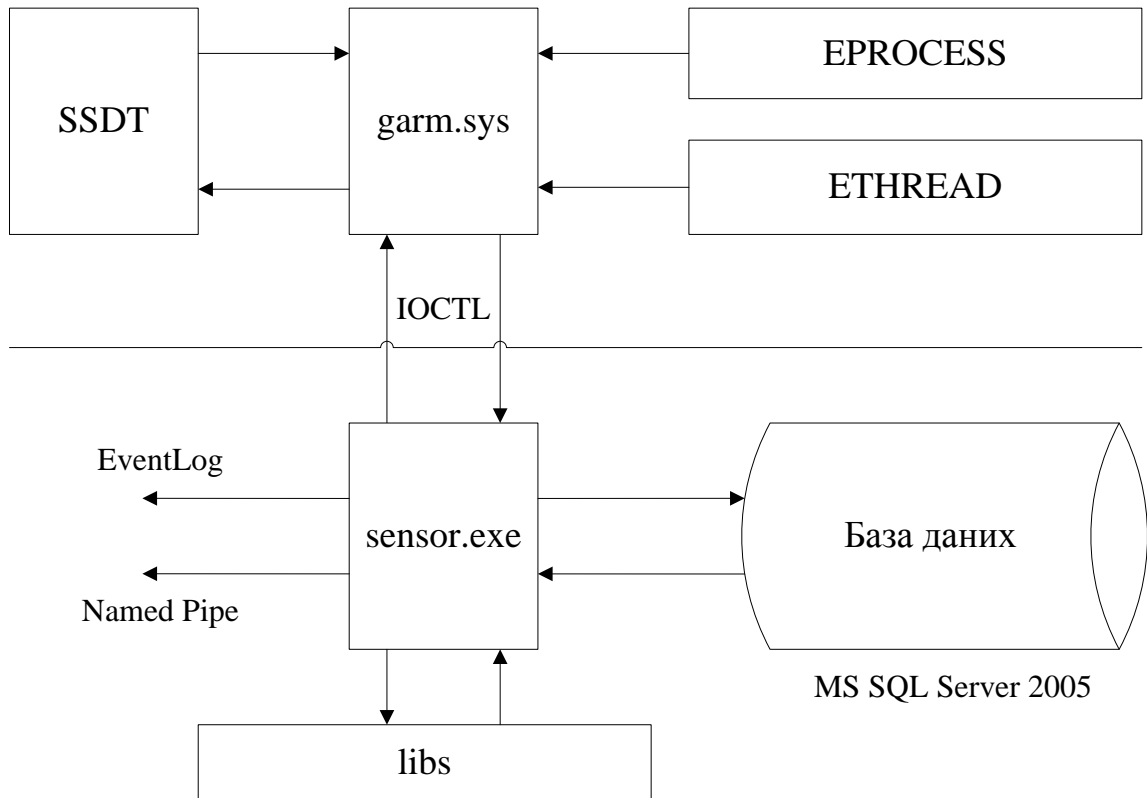 EPROCESS
SSDT
garm.sys
ETHREAD
IOCTL
EventLog
sensor.exe
База даних
Named Pipe
MS SQL Server 2005
libs